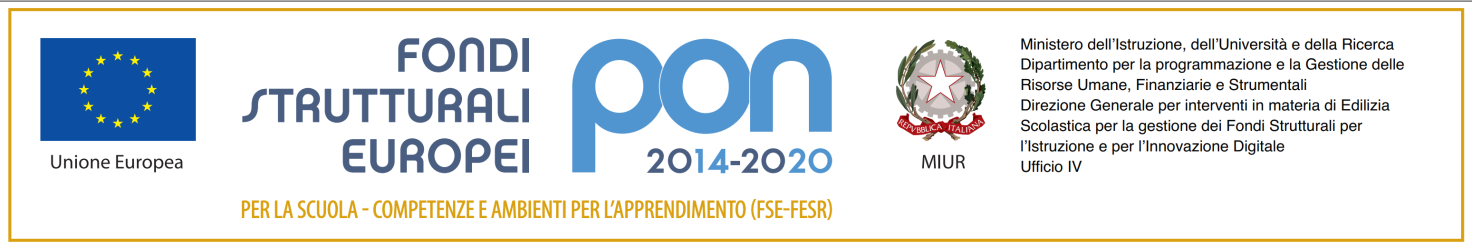 Unione Europea
FONDI
STRUTTURALI
EUROPEI
pon
2014-2020
PER LA SCUOLA - COMPETENZE E AMBIENTI PER L'APPRENDIMENTO (FSE-FESR)
REPVBBLICA ITALIANA
MIUR
Ministero dell'Istruzione, dell'Università e della Ricerca
Dipartimento per la programmazione e la Gestione delle
Risorse Umane, Finanziarie e Strumentali
Direzione Generale per interventi in materia di Edilizia
Scolastica per la gestione dei Fondi Strutturali per
l'Istruzione e per l'Innovazione Digitale
Ufficio IV